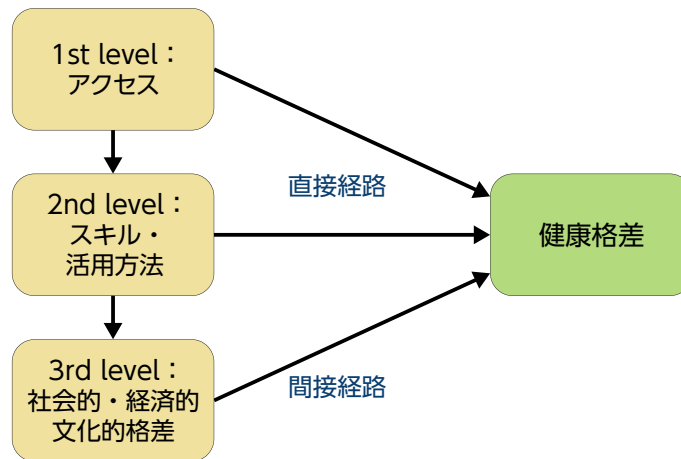 1st level：
アクセス
直接経路
2nd level：
スキル・
活用方法
健康格差
3rd level：
社会的・経済的
文化的格差
間接経路